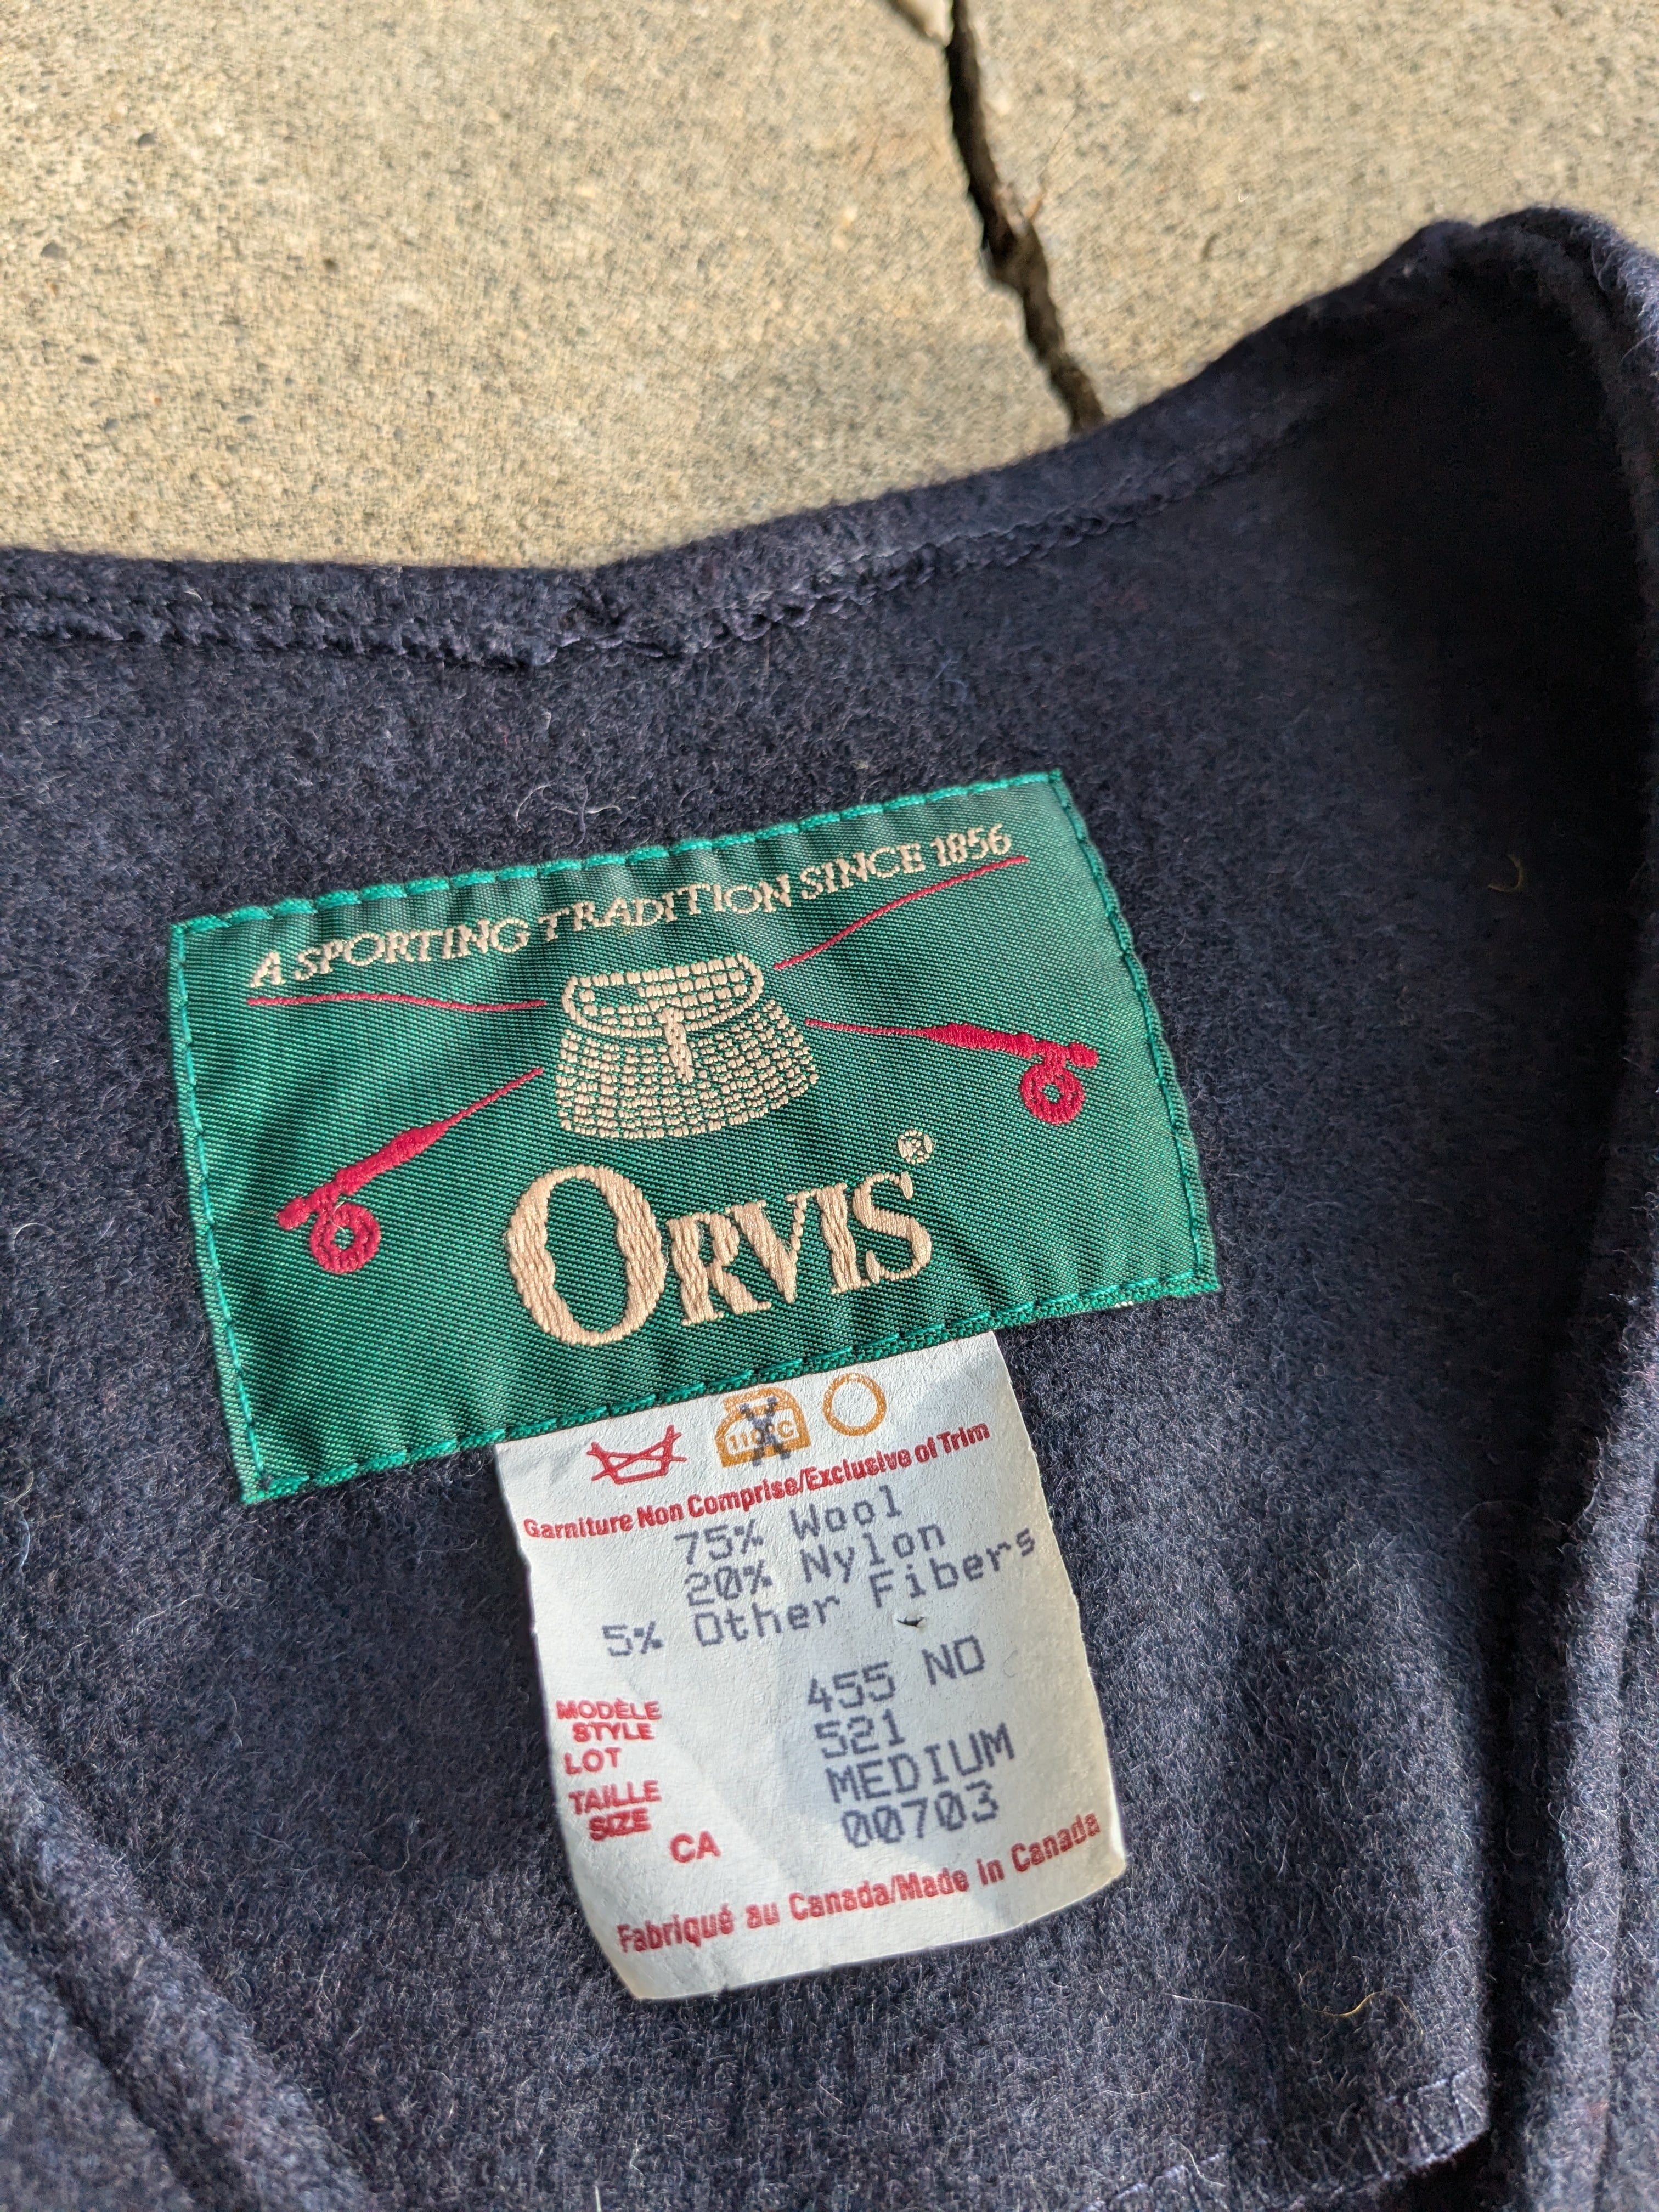 A SPORTING TRADITION SINCE 1856
ORVIS®
110°C
Garniture Non Comprise/Exclusive of Trim
75% Wool
20% Nylon
5% Other Fibers
MODÈLE
STYLE
455 NO
LOT
521
TAILLE
SIZE
MEDIUM
CA
00703
Fabriqué au Canada/Made in Canada